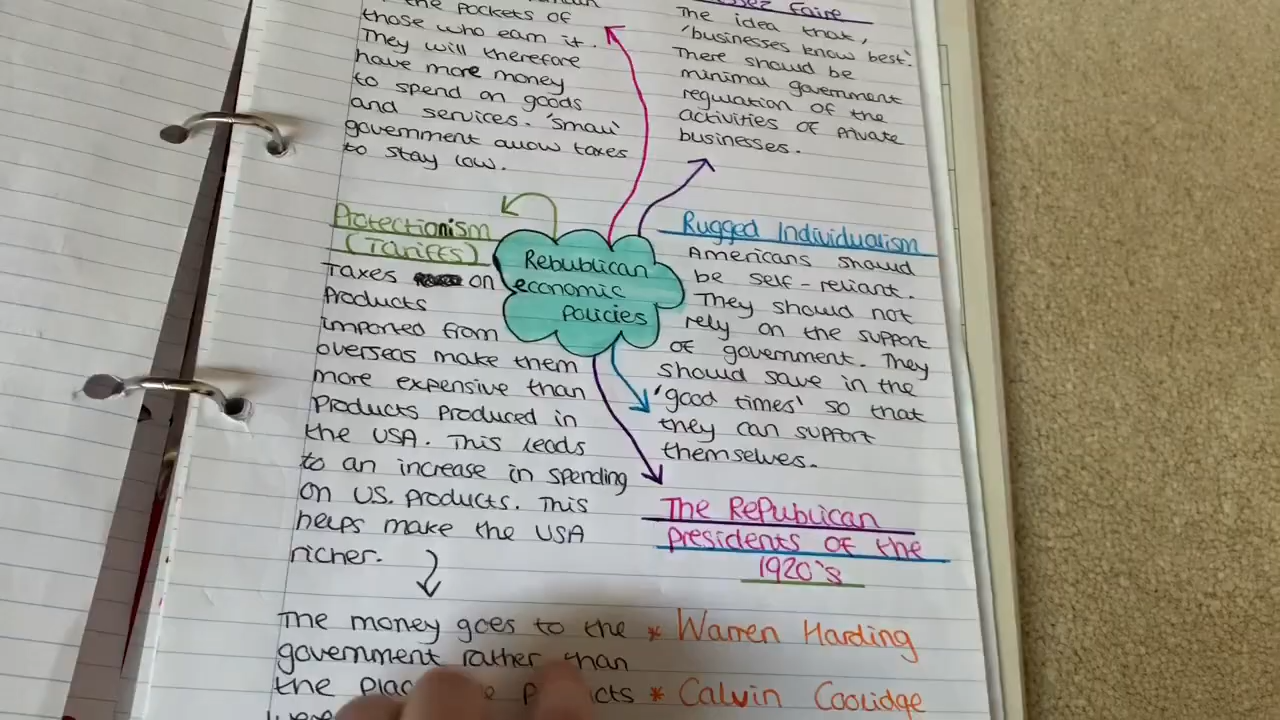 the pockets of
those who earn it.
They will therefore
have more money
to spend on goods
and services. 'Small'
government allow taxes
to stay low.
Faire
The idea that,
'businesses know best'.
There should be
minimal government
regulation of the
activities of private
businesses.
Protectionism
(Tariffs)
Taxes on
products
imported from
overseas make them
more expensive than
products produced in
the USA. This leads
to an increase in spending
on US. products. This
helps make the USA
richer.
The money goes to the
government rather than
the
Republican
economic
policies
Rugged Individualism
Americans should
be self-reliant.
They should not
rely on the support
of government. They
should save in the
'good times' so that
they can support
themselves.
The Republican
presidents of the
1920's
* Warren Harding
* Calvin Coolidge